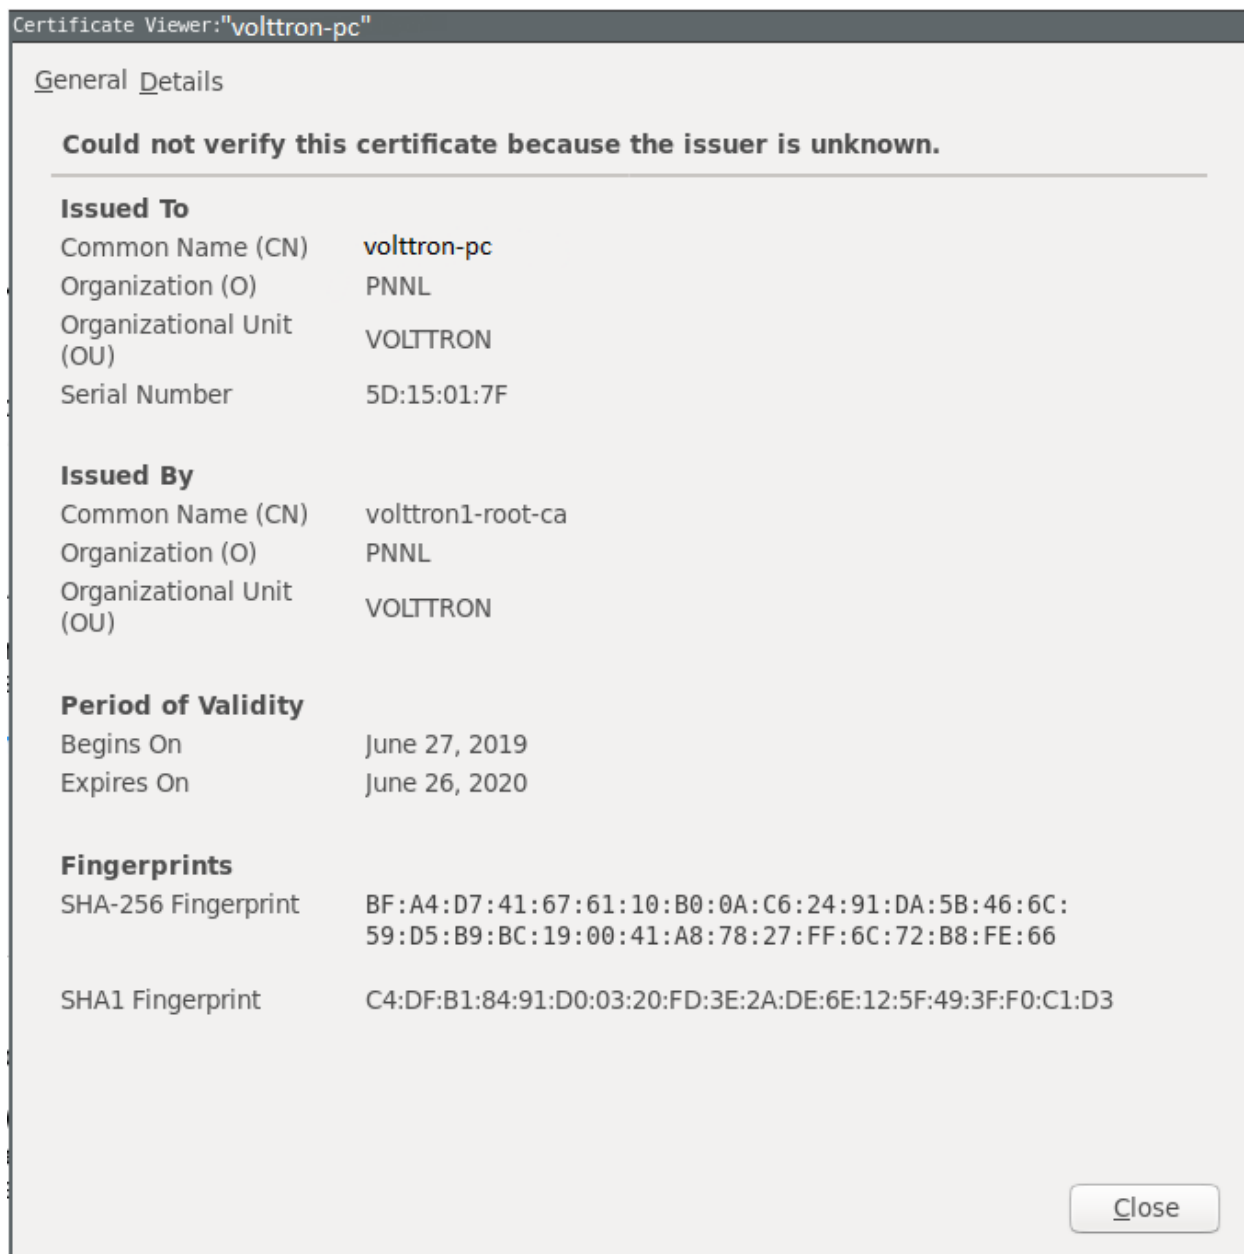 Certificate Viewer:"volttron-pc"
General Details
Could not verify this certificate because the issuer is unknown.
Issued To
Common Name (CN) volttron-pc
Organization (O) PNNL
Organizational Unit (OU) VOLTTRON
Serial Number 5D:15:01:7F
Issued By
Common Name (CN) volttron1-root-ca
Organization (O) PNNL
Organizational Unit (OU) VOLTTRON
Period of Validity
Begins On June 27, 2019
Expires On June 26, 2020
Fingerprints
SHA-256 Fingerprint BF:A4:D7:41:67:61:10:B0:0A:C6:24:91:DA:5B:46:6C:
59:D5:B9:BC:19:00:41:A8:78:27:FF:6C:72:B8:FE:66
SHA1 Fingerprint C4:DF:B1:84:91:D0:03:20:FD:3E:2A:DE:6E:12:5F:49:3F:F0:C1:D3
Close